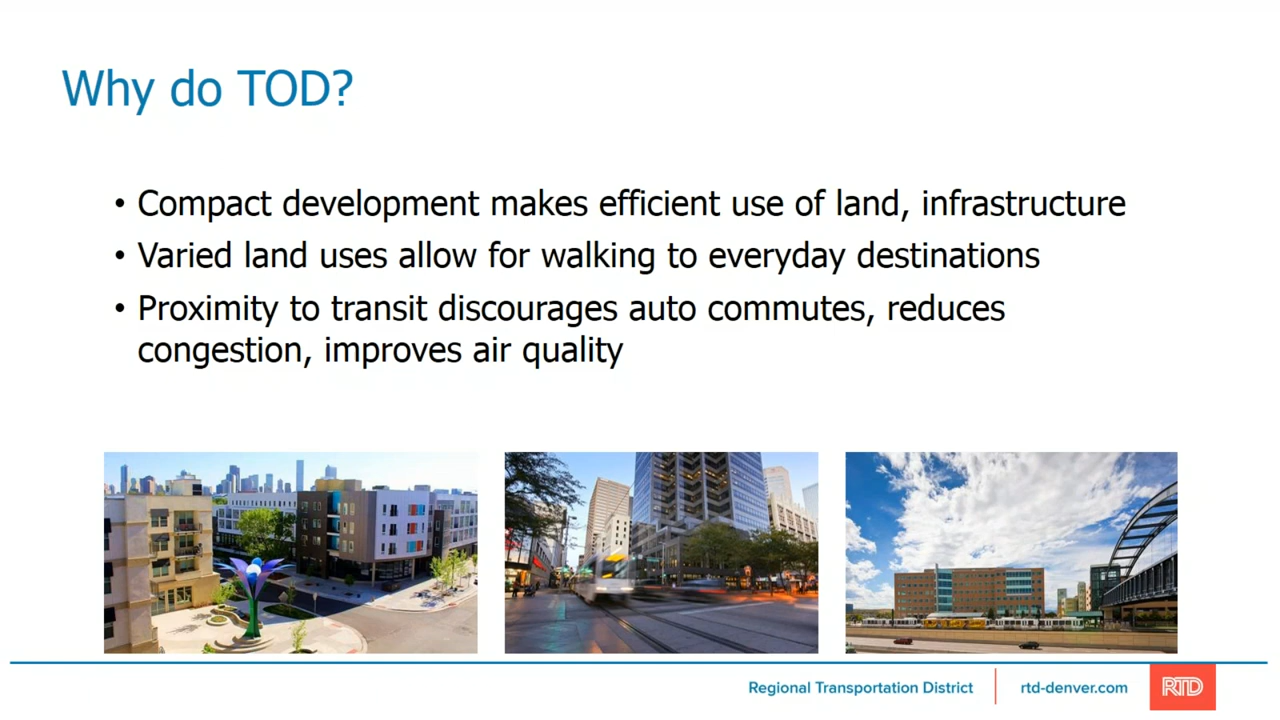 Why do TOD?
• Compact development makes efficient use of land, infrastructure
• Varied land uses allow for walking to everyday destinations
• Proximity to transit discourages auto commutes, reduces
congestion, improves air quality
Regional Transportation District
rtd-denver.com
RTD